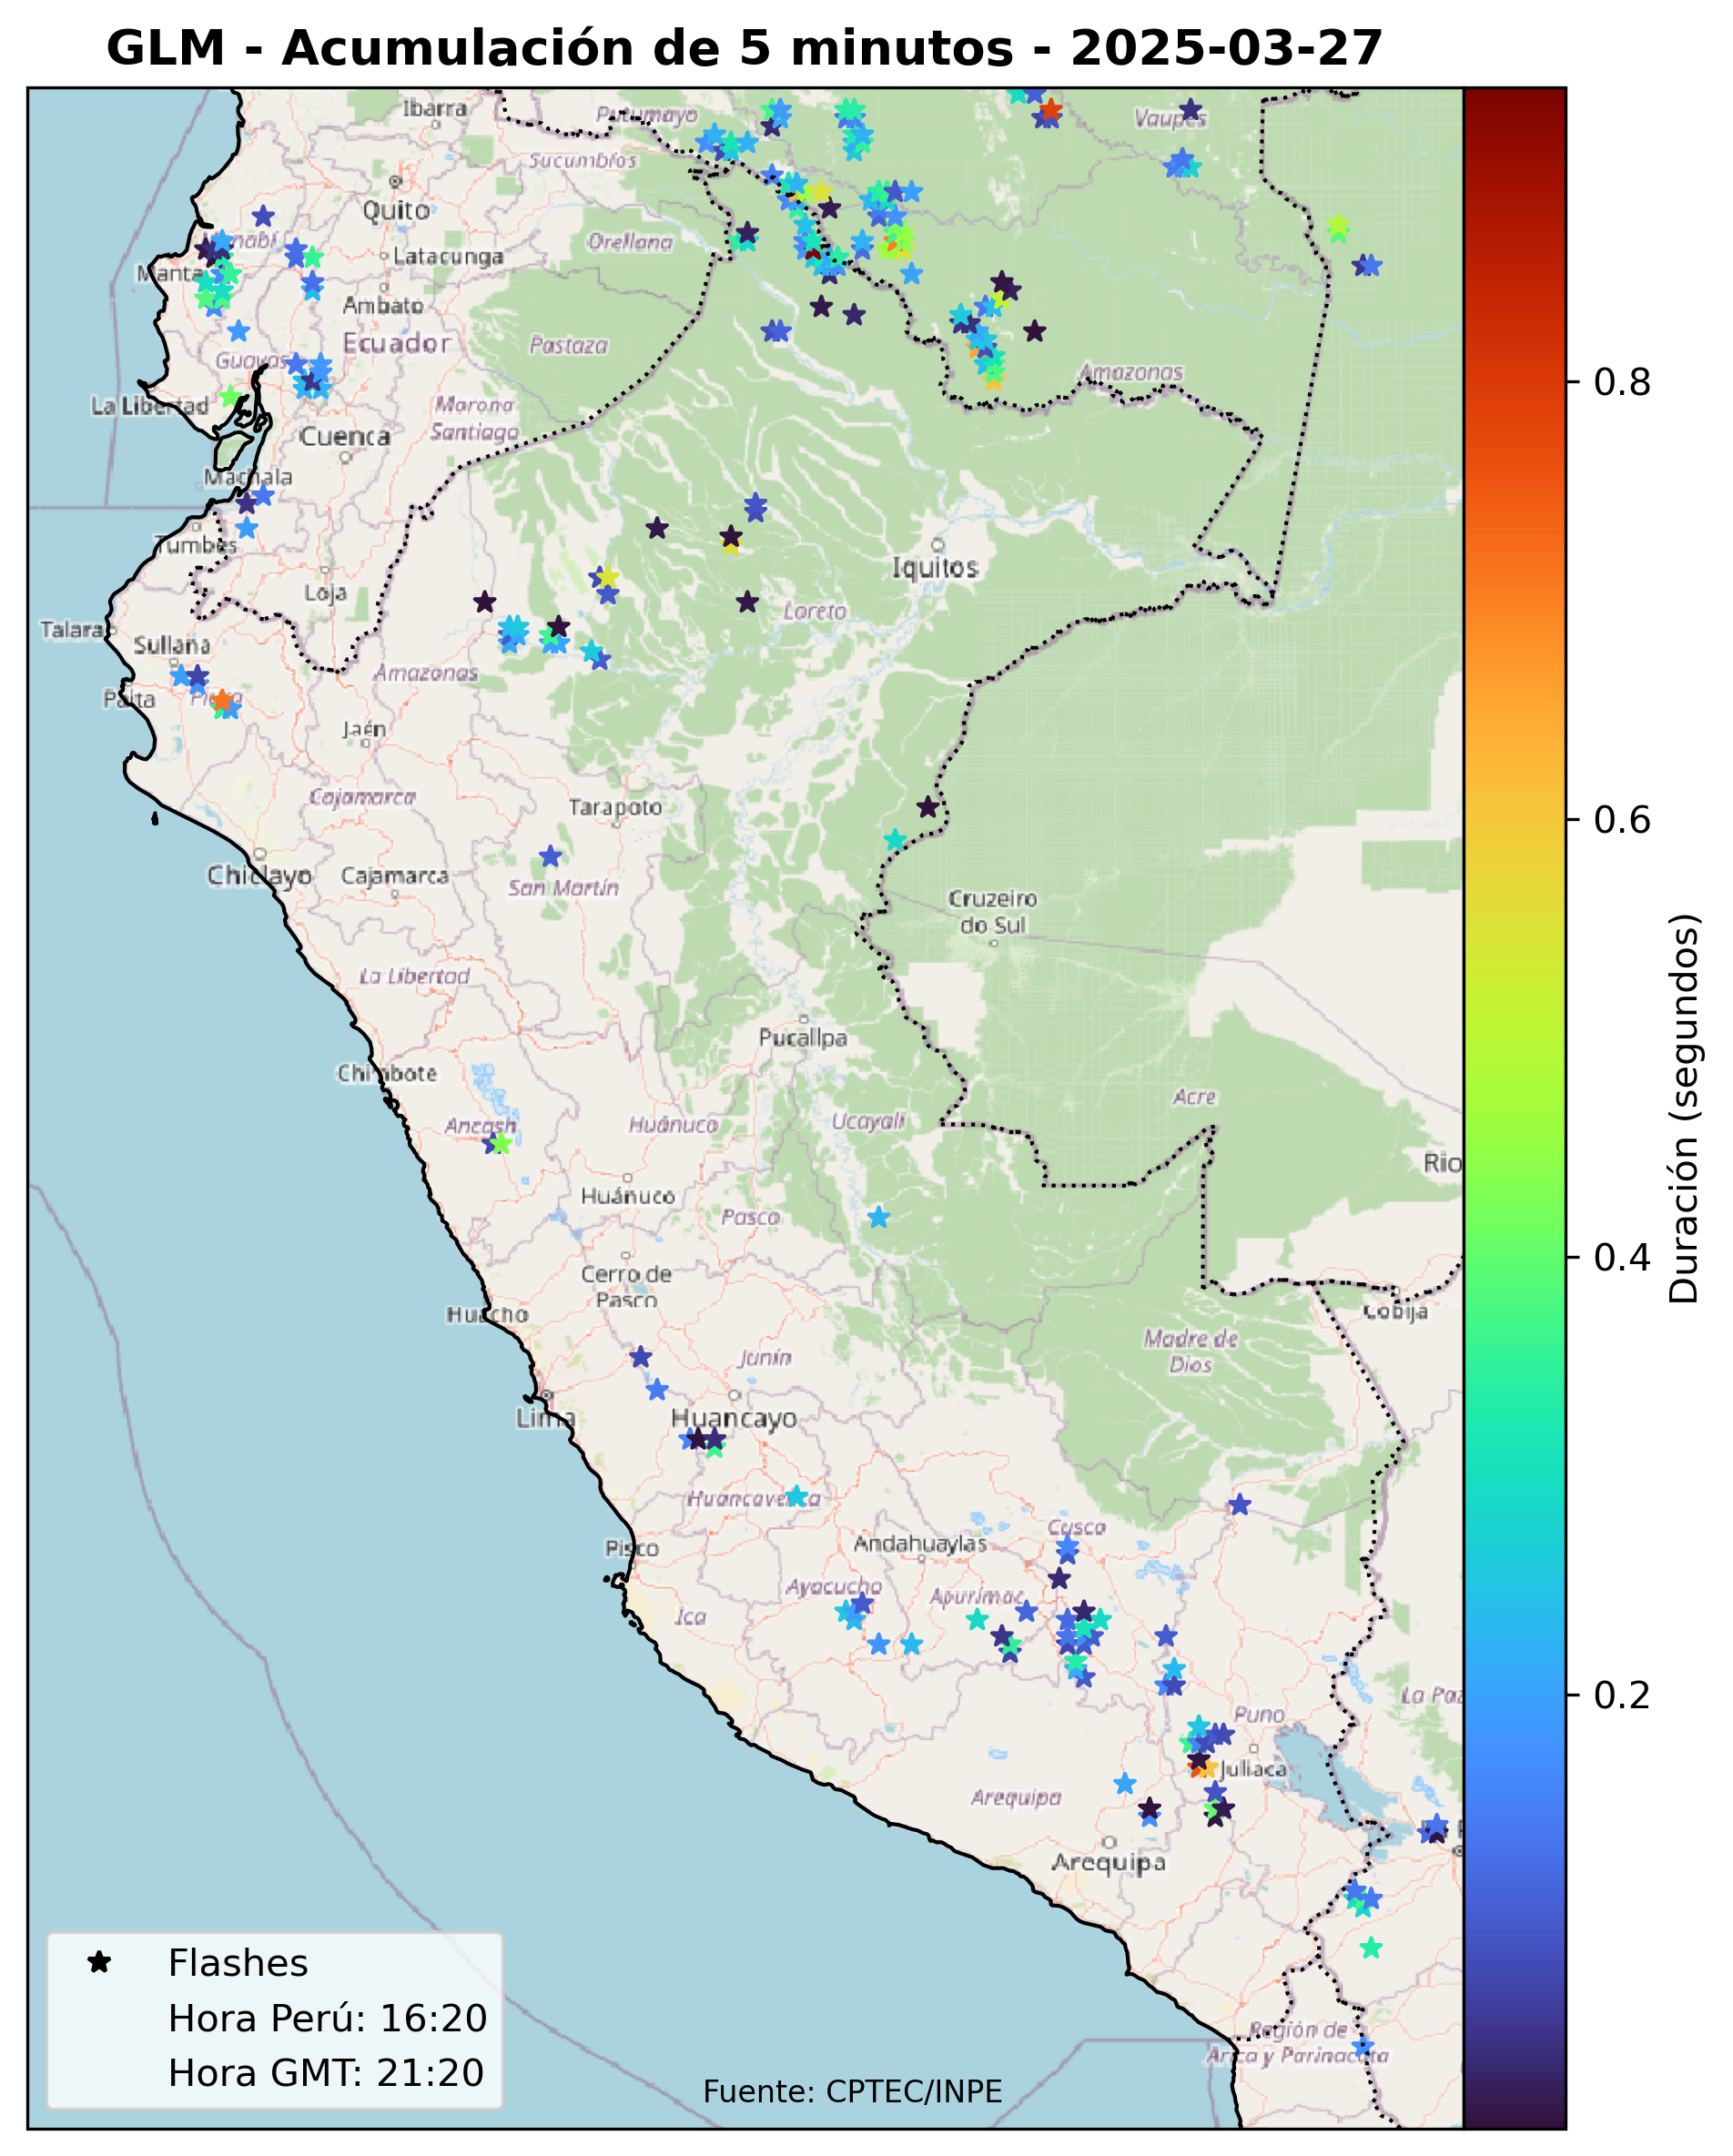 GLM - Acumulación de 5 minutos - 2025-03-27
Ibarra
Putumayo
Vaupés
Sucumbíos
Quito
Orellana
Latacunga
Manta
Ambato
Ecuador
Pastaza
Guayas
Amazonas
La Libertad
Morona
Santiago
Cuenca
Machala
Tumbes
Iquitos
Loja
Loreto
Talara
Sullana
Amazonas
Paita
Jaén
Cajamarca
Tarapoto
Chiclayo
Cajamarca
San Martín
Cruzeiro
do Sul
La Libertad
Pucallpa
Chimbote
Acre
Ancash
Huánuco
Ucayali
Rio
Huánuco
Pasco
Cerro de
Pasco
Huacho
Cobija
Madre de
Dios
Junín
Lima
Huancayo
Huancavelica
Cusco
Pisco
Andahuaylas
Ayacucho
Apurímac
Ica
La Paz
Puno
Juliaca
Arequipa
Arequipa
Región de
Arica y Parinacota
Flashes
Hora Perú: 16:20
Hora GMT: 21:20
Fuente: CPTEC/INPE
0.8
0.6
0.4
0.2
Duración (segundos)